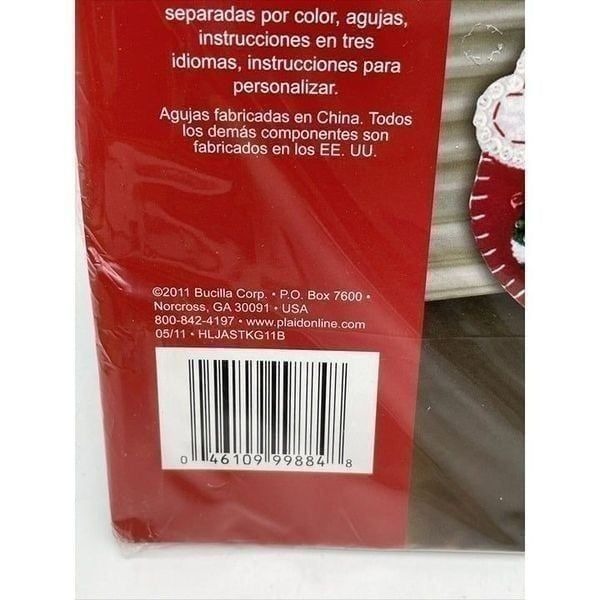 separadas por color, agujas,
instrucciones en tres
idiomas, instrucciones para
personalizar.
Agujas fabricadas en China. Todos
los demás componentes son
fabricados en los EE. UU.
©2011 Bucilla Corp. • P.O. Box 7600 •
Norcross, GA 30091 • USA
800-842-4197 • www.plaidonline.com
05/11 • HLJASTKG11B
0 46109 99884 8